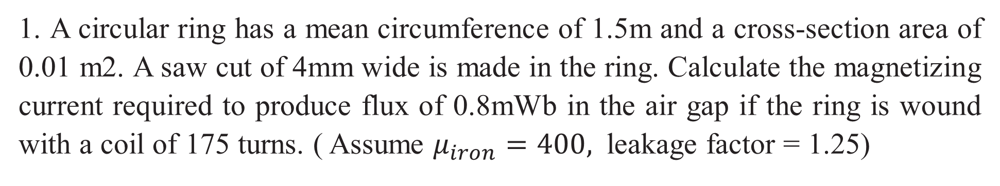 1. A circular ring has a mean circumference of 1.5m and a cross-section area of
0.01 m2. A saw cut of 4mm wide is made in the ring. Calculate the magnetizing
current required to produce flux of 0.8mWb in the air gap if the ring is wound
with a coil of 175 turns. ( Assume μ_iron = 400, leakage factor = 1.25)